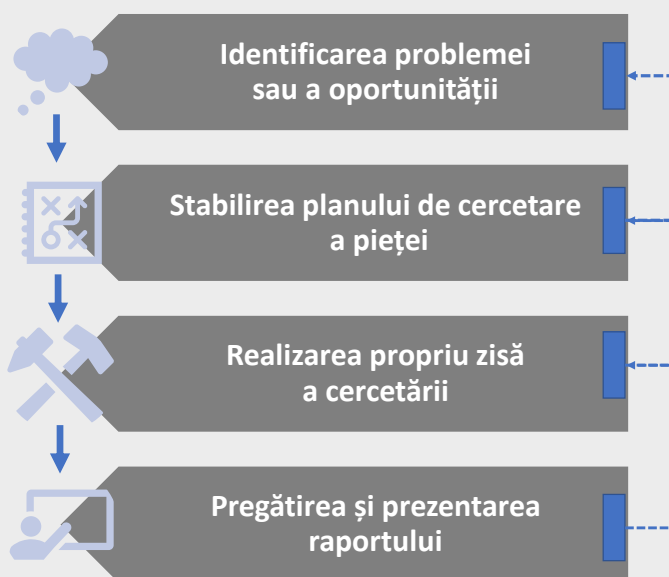 Identificarea problemei
sau a oportunității
Stabilirea planului de cercetare
a pieței
Realizarea propriu zisă
a cercetării
Pregătirea și prezentarea
raportului